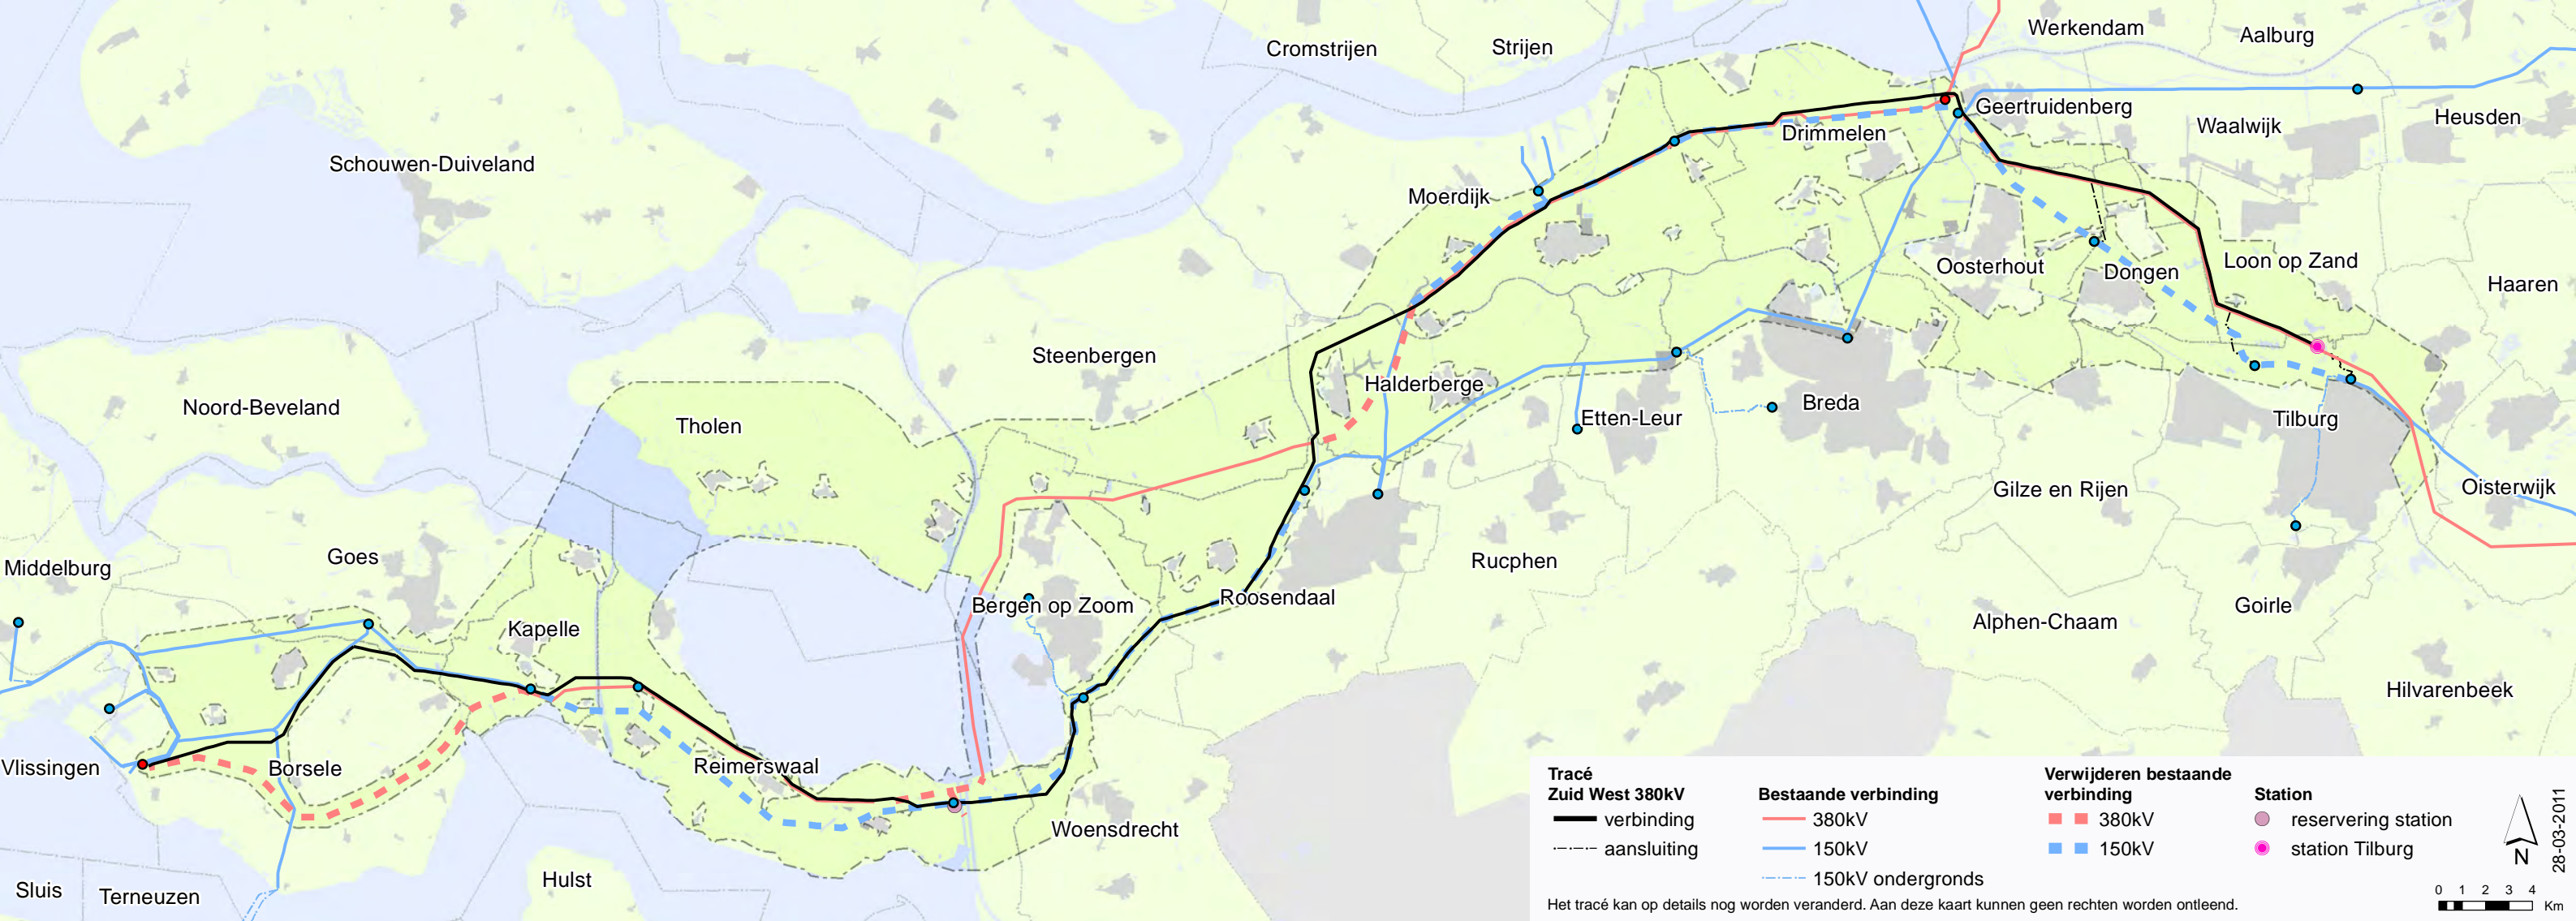 Werkendam
Aalburg
Cromstrijen
Strijen
Geertruidenberg
Heusden
Waalwijk
Drimmelen
Schouwen-Duiveland
Moerdijk
Loon op Zand
Oosterhout
Dongen
Haaren
Steenbergen
Halderberge
Noord-Beveland
Breda
Etten-Leur
Tilburg
Tholen
Oisterwijk
Gilze en Rijen
Goes
Rucphen
Middelburg
Roosendaal
Bergen op Zoom
Goirle
Alphen-Chaam
Kapelle
Hilvarenbeek
Reimerswaal
Vlissingen
Borsele
Woensdrecht
Hulst
Sluis
Terneuzen
Tracé
Zuid West 380kV
verbinding
aansluiting
Bestaande verbinding
380kV
150kV
150kV ondergronds
Verwijderen bestaande
verbinding
380kV
150kV
Station
reservering station
station Tilburg
N
28-03-2011
0 1 2 3 4
Km
Het tracé kan op details nog worden veranderd. Aan deze kaart kunnen geen rechten worden ontleend.